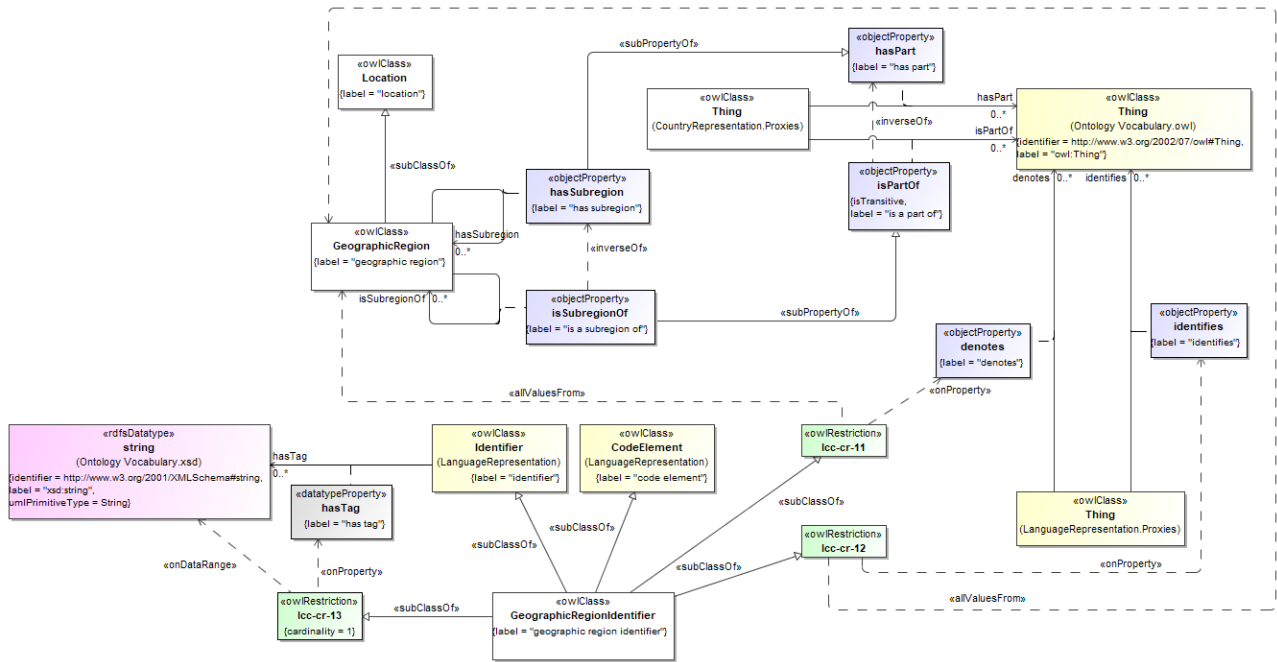 «objectProperty»
hasPart
{label = "has part"}
«subPropertyOf»
«owlClass»
Location
{label = "location"}
«owlClass»
Thing
(CountryRepresentation.Proxies)
hasPart
0..*
«inverseOf»
isPartOf
0..*
«owlClass»
Thing
(Ontology Vocabulary.owl)
{identifier = http://www.w3.org/2002/07/owl#Thing,
label = "owl:Thing"}
denotes 0..*
identifies 0..*
«subClassOf»
«objectProperty»
hasSubregion
{label = "has subregion"}
«objectProperty»
isPartOf
{isTransitive,
label = "is a part of"}
«owlClass»
GeographicRegion
{label = "geographic region"}
hasSubregion
0..*
«inverseOf»
isSubregionOf 0..*
«objectProperty»
isSubregionOf
{label = "is a subregion of"}
«subPropertyOf»
«objectProperty»
denotes
{label = "denotes"}
«objectProperty»
identifies
{label = "identifies"}
«allValuesFrom»
«onProperty»
«rdfsDatatype»
string
(Ontology Vocabulary.xsd)
{identifier = http://www.w3.org/2001/XMLSchema#string,
label = "xsd:string",
umlPrimitiveType = String}
hasTag
0..*
«owlClass»
Identifier
(LanguageRepresentation)
{label = "identifier"}
«owlClass»
CodeElement
(LanguageRepresentation)
{label = "code element"}
«owlRestriction»
lcc-cr-11
«datatypeProperty»
hasTag
{label = "has tag"}
«subClassOf»
«owlClass»
Thing
(LanguageRepresentation.Proxies)
«subClassOf»
«subClassOf»
«owlRestriction»
lcc-cr-12
«onDataRange»
«onProperty»
«subClassOf»
«onProperty»
«owlRestriction»
lcc-cr-13
{cardinality = 1}
«subClassOf»
«owlClass»
GeographicRegionIdentifier
{label = "geographic region identifier"}
«allValuesFrom»